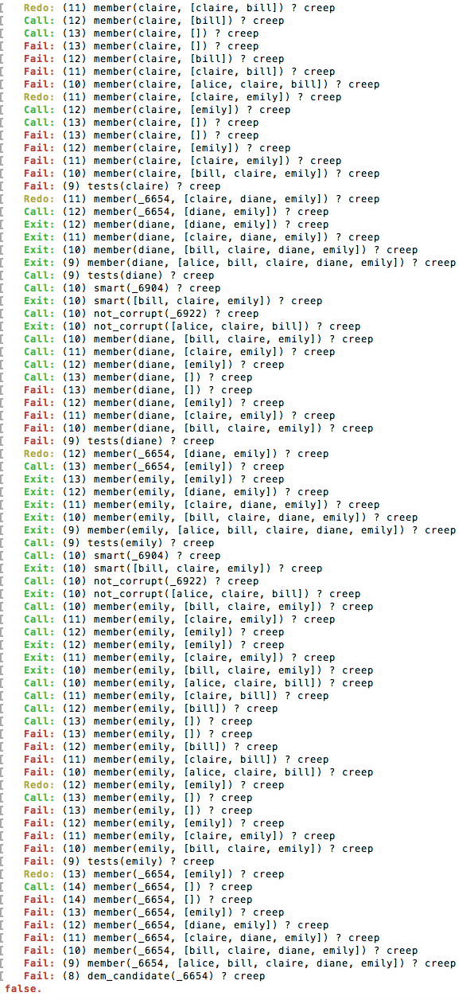 [ Redo: (11) member(claire, [claire, bill]) ? creep
[ Call: (12) member(claire, [bill]) ? creep
[ Call: (13) member(claire, []) ? creep
[ Fail: (13) member(claire, []) ? creep
[ Fail: (12) member(claire, [bill]) ? creep
[ Fail: (11) member(claire, [claire, bill]) ? creep
[ Fail: (10) member(claire, [alice, claire, bill]) ? creep
[ Redo: (11) member(claire, [claire, emily]) ? creep
[ Call: (12) member(claire, [emily]) ? creep
[ Call: (13) member(claire, []) ? creep
[ Fail: (13) member(claire, []) ? creep
[ Fail: (12) member(claire, [emily]) ? creep
[ Fail: (11) member(claire, [claire, emily]) ? creep
[ Fail: (10) member(claire, [bill, claire, emily]) ? creep
[ Fail: (9) tests(claire) ? creep
[ Redo: (11) member(_6654, [claire, diane, emily]) ? creep
[ Call: (12) member(_6654, [diane, emily]) ? creep
[ Exit: (12) member(diane, [diane, emily]) ? creep
[ Exit: (11) member(diane, [claire, diane, emily]) ? creep
[ Exit: (10) member(diane, [bill, claire, diane, emily]) ? creep
[ Exit: (9) member(diane, [alice, bill, claire, diane, emily]) ? creep
[ Call: (9) tests(diane) ? creep
[ Call: (10) smart(_6904) ? creep
[ Exit: (10) smart([bill, claire, emily]) ? creep
[ Call: (10) not_corrupt(_6922) ? creep
[ Exit: (10) not_corrupt([alice, claire, bill]) ? creep
[ Call: (10) member(diane, [bill, claire, emily]) ? creep
[ Call: (11) member(diane, [claire, emily]) ? creep
[ Call: (12) member(diane, [emily]) ? creep
[ Call: (13) member(diane, []) ? creep
[ Fail: (13) member(diane, []) ? creep
[ Fail: (12) member(diane, [emily]) ? creep
[ Fail: (11) member(diane, [claire, emily]) ? creep
[ Fail: (10) member(diane, [bill, claire, emily]) ? creep
[ Fail: (9) tests(diane) ? creep
[ Redo: (12) member(_6654, [diane, emily]) ? creep
[ Call: (13) member(_6654, [emily]) ? creep
[ Exit: (13) member(emily, [emily]) ? creep
[ Exit: (12) member(emily, [diane, emily]) ? creep
[ Exit: (11) member(emily, [claire, diane, emily]) ? creep
[ Exit: (10) member(emily, [bill, claire, diane, emily]) ? creep
[ Exit: (9) member(emily, [alice, bill, claire, diane, emily]) ? creep
[ Call: (9) tests(emily) ? creep
[ Call: (10) smart(_6904) ? creep
[ Exit: (10) smart([bill, claire, emily]) ? creep
[ Call: (10) not_corrupt(_6922) ? creep
[ Exit: (10) not_corrupt([alice, claire, bill]) ? creep
[ Call: (10) member(emily, [bill, claire, emily]) ? creep
[ Call: (11) member(emily, [claire, emily]) ? creep
[ Call: (12) member(emily, [emily]) ? creep
[ Exit: (12) member(emily, [emily]) ? creep
[ Exit: (11) member(emily, [claire, emily]) ? creep
[ Exit: (10) member(emily, [bill, claire, emily]) ? creep
[ Call: (10) member(emily, [alice, claire, bill]) ? creep
[ Call: (11) member(emily, [claire, bill]) ? creep
[ Call: (12) member(emily, [bill]) ? creep
[ Call: (13) member(emily, []) ? creep
[ Fail: (13) member(emily, []) ? creep
[ Fail: (12) member(emily, [bill]) ? creep
[ Fail: (11) member(emily, [claire, bill]) ? creep
[ Fail: (10) member(emily, [alice, claire, bill]) ? creep
[ Redo: (12) member(emily, [emily]) ? creep
[ Call: (13) member(emily, []) ? creep
[ Fail: (13) member(emily, []) ? creep
[ Fail: (12) member(emily, [emily]) ? creep
[ Fail: (11) member(emily, [claire, emily]) ? creep
[ Fail: (10) member(emily, [bill, claire, emily]) ? creep
[ Fail: (9) tests(emily) ? creep
[ Redo: (13) member(_6654, [emily]) ? creep
[ Call: (14) member(_6654, []) ? creep
[ Fail: (14) member(_6654, []) ? creep
[ Fail: (13) member(_6654, [emily]) ? creep
[ Fail: (12) member(_6654, [diane, emily]) ? creep
[ Fail: (11) member(_6654, [claire, diane, emily]) ? creep
[ Fail: (10) member(_6654, [bill, claire, diane, emily]) ? creep
[ Fail: (9) member(_6654, [alice, bill, claire, diane, emily]) ? creep
[ Fail: (8) dem_candidate(_6654) ? creep
false.